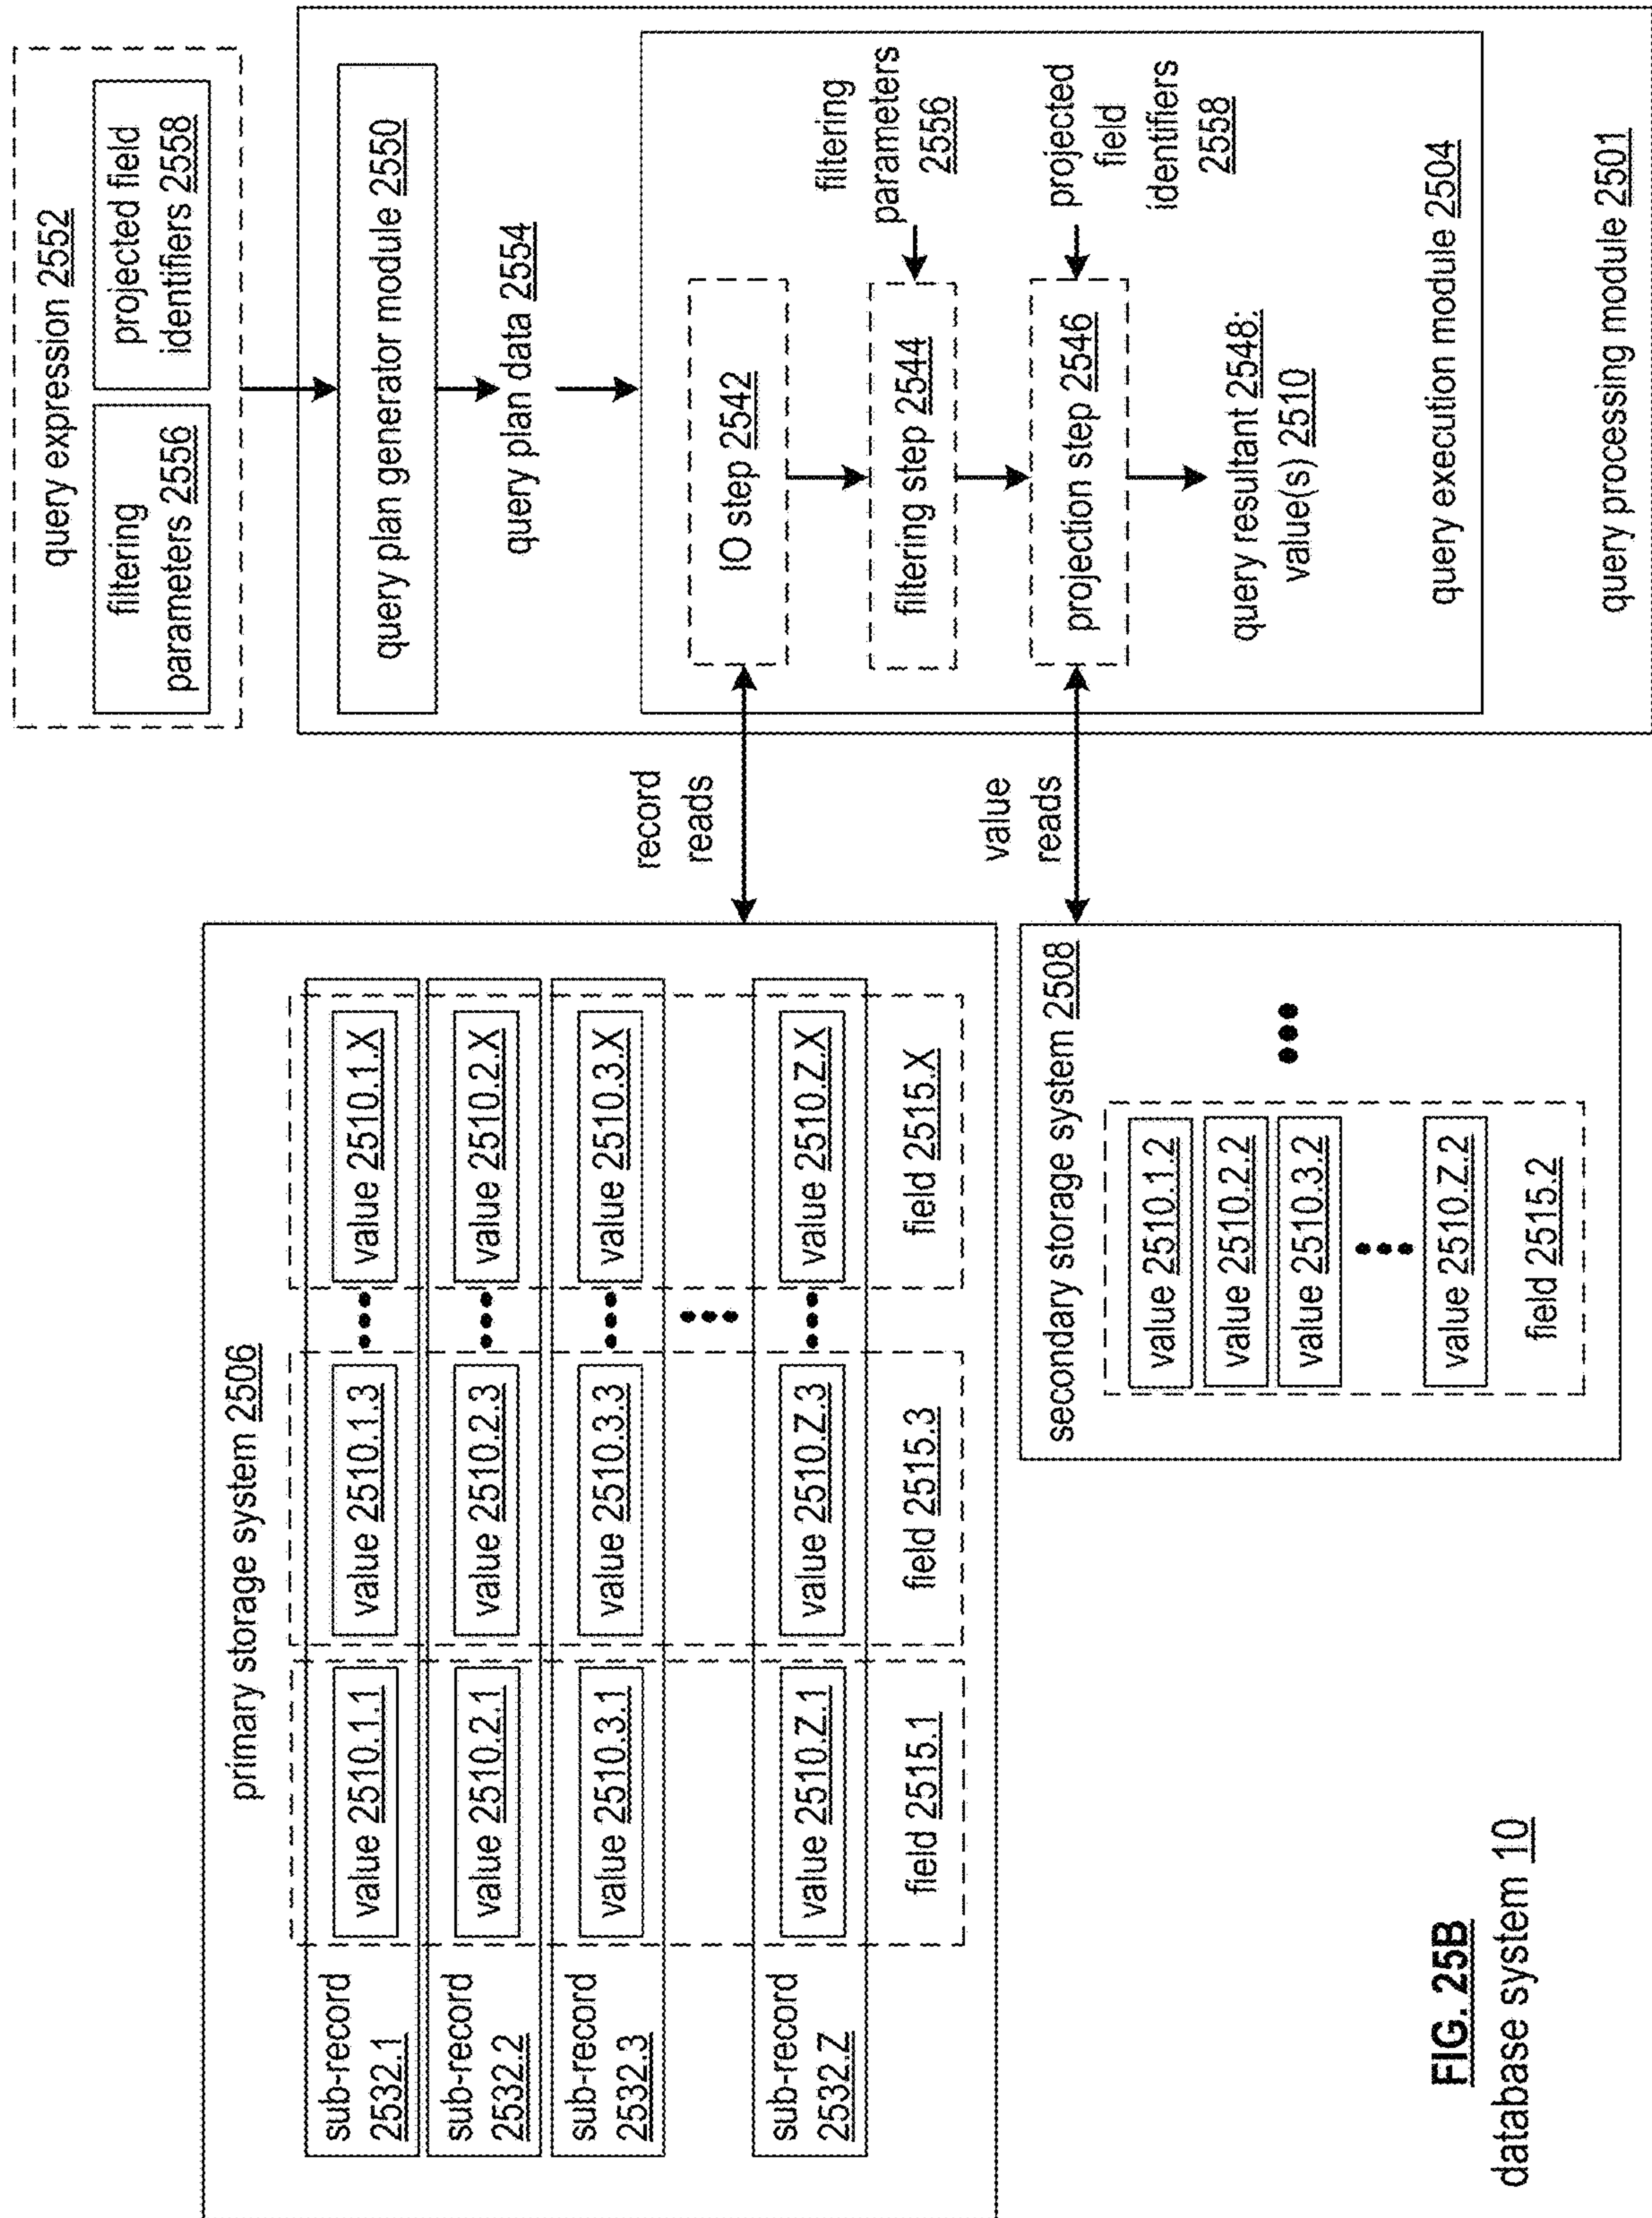 primary storage system 2506
sub-record
2532.1
value 2510.1.1
value 2510.1.3
value 2510.1.X
sub-record
2532.2
value 2510.2.1
value 2510.2.3
value 2510.2.X
sub-record
2532.3
value 2510.3.1
value 2510.3.3
value 2510.3.X
sub-record
2532.Z
value 2510.Z.1
value 2510.Z.3
value 2510.Z.X
field 2515.1
field 2515.3
field 2515.X
secondary storage system 2508
value 2510.1.2
value 2510.2.2
value 2510.3.2
value 2510.Z.2
field 2515.2
record
reads
value
reads
query expression 2552
filtering
parameters 2556
projected field
identifiers 2558
query plan generator module 2550
query plan data 2554
IO step 2542
filtering step 2544
filtering
parameters
2556
projection step 2546
projected
field
identifiers
2558
query resultant 2548:
value(s) 2510
query execution module 2504
query processing module 2501
FIG. 25B
database system 10